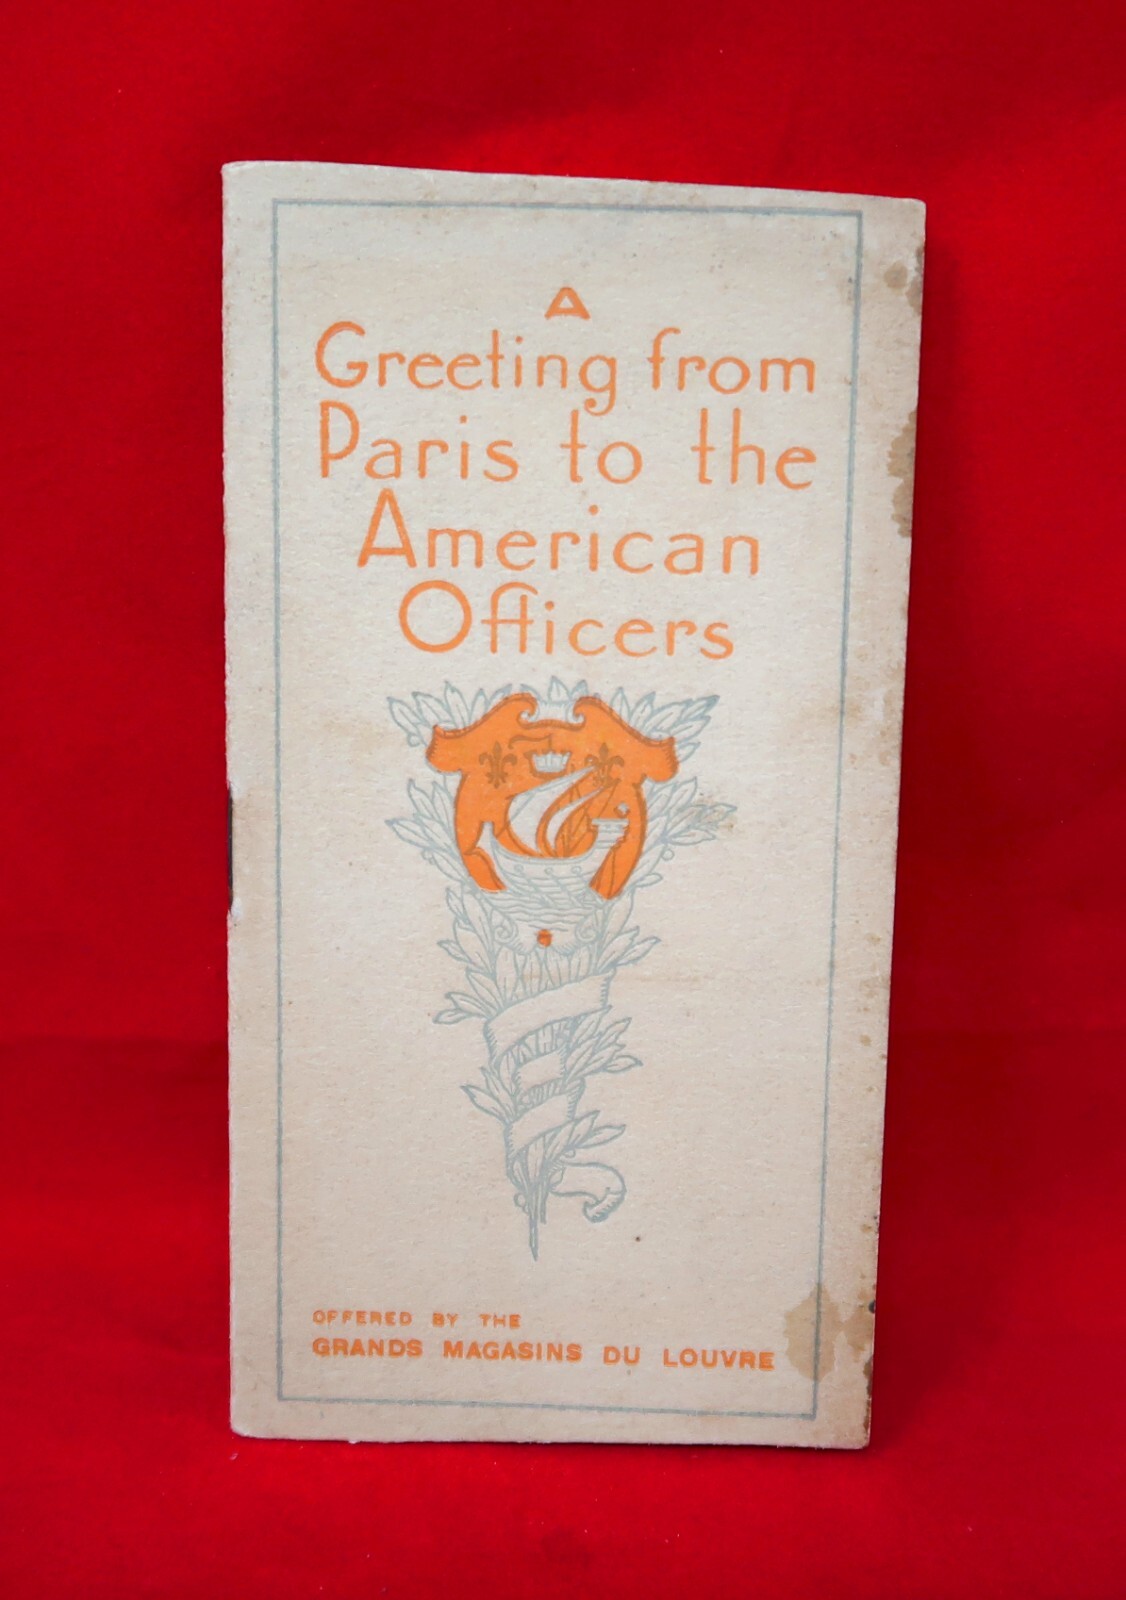 A
Greeting from
Paris to the
American
Officers
OFFERED BY THE
GRANDS MAGASINS DU LOUVRE